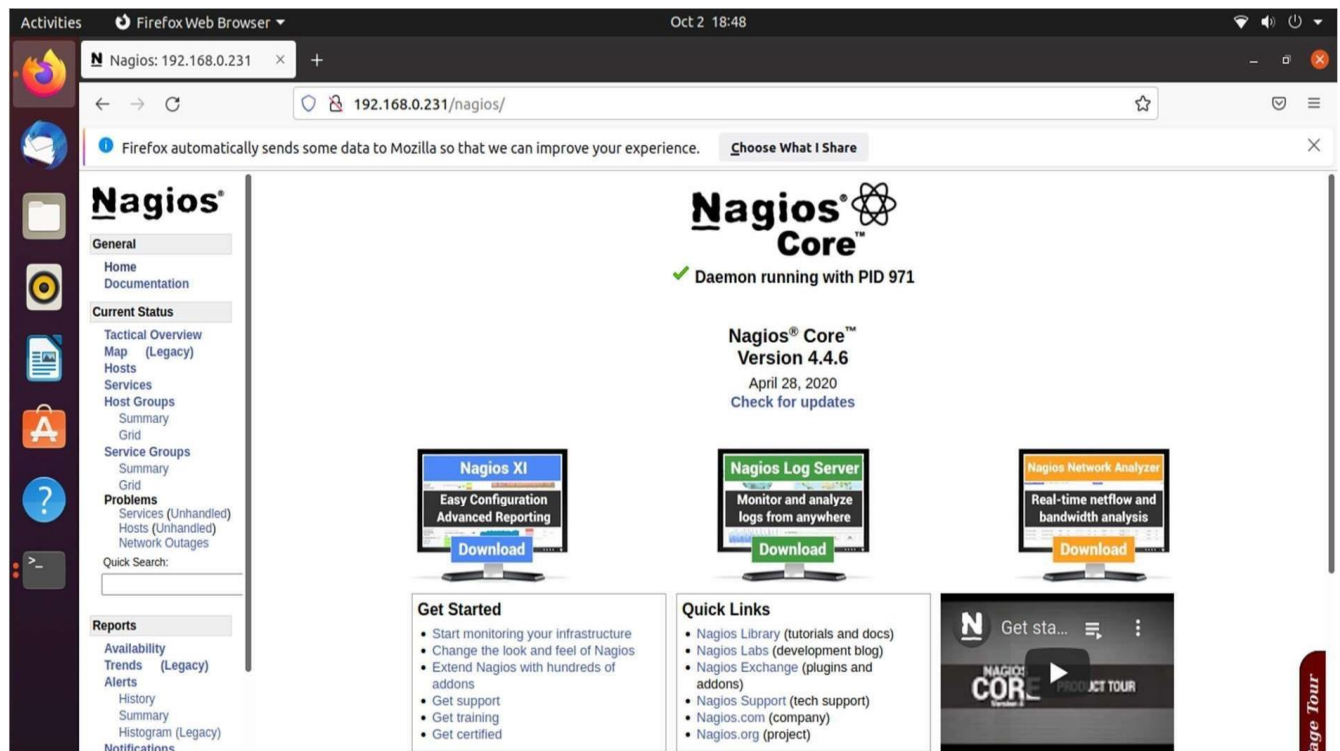 Activities
Firefox Web Browser
Oct 2 18:48
Nagios: 192.168.0.231
192.168.0.231/nagios/
Firefox automatically sends some data to Mozilla so that we can improve your experience.
Choose What I Share
Nagios®
General
Home
Documentation
Current Status
Tactical Overview
Map (Legacy)
Hosts
Services
Host Groups
Summary
Grid
Service Groups
Summary
Grid
Problems
Services (Unhandled)
Hosts (Unhandled)
Network Outages
Quick Search:
Reports
Availability
Trends (Legacy)
Alerts
History
Summary
Histogram (Legacy)
Notifications
Nagios®
Core™
Daemon running with PID 971
Nagios® Core™
Version 4.4.6
April 28, 2020
Check for updates
Nagios XI
Easy Configuration
Advanced Reporting
Download
Nagios Log Server
Monitor and analyze
logs from anywhere
Download
Nagios Network Analyzer
Real-time netflow and
bandwidth analysis
Download
Get Started
• Start monitoring your infrastructure
• Change the look and feel of Nagios
• Extend Nagios with hundreds of
addons
• Get support
• Get training
• Get certified
Quick Links
• Nagios Library (tutorials and docs)
• Nagios Labs (development blog)
• Nagios Exchange (plugins and
addons)
• Nagios Support (tech support)
• Nagios.com (company)
• Nagios.org (project)
N
Get sta...
NAGIOS
CORE
PRODUCT TOUR
Tour